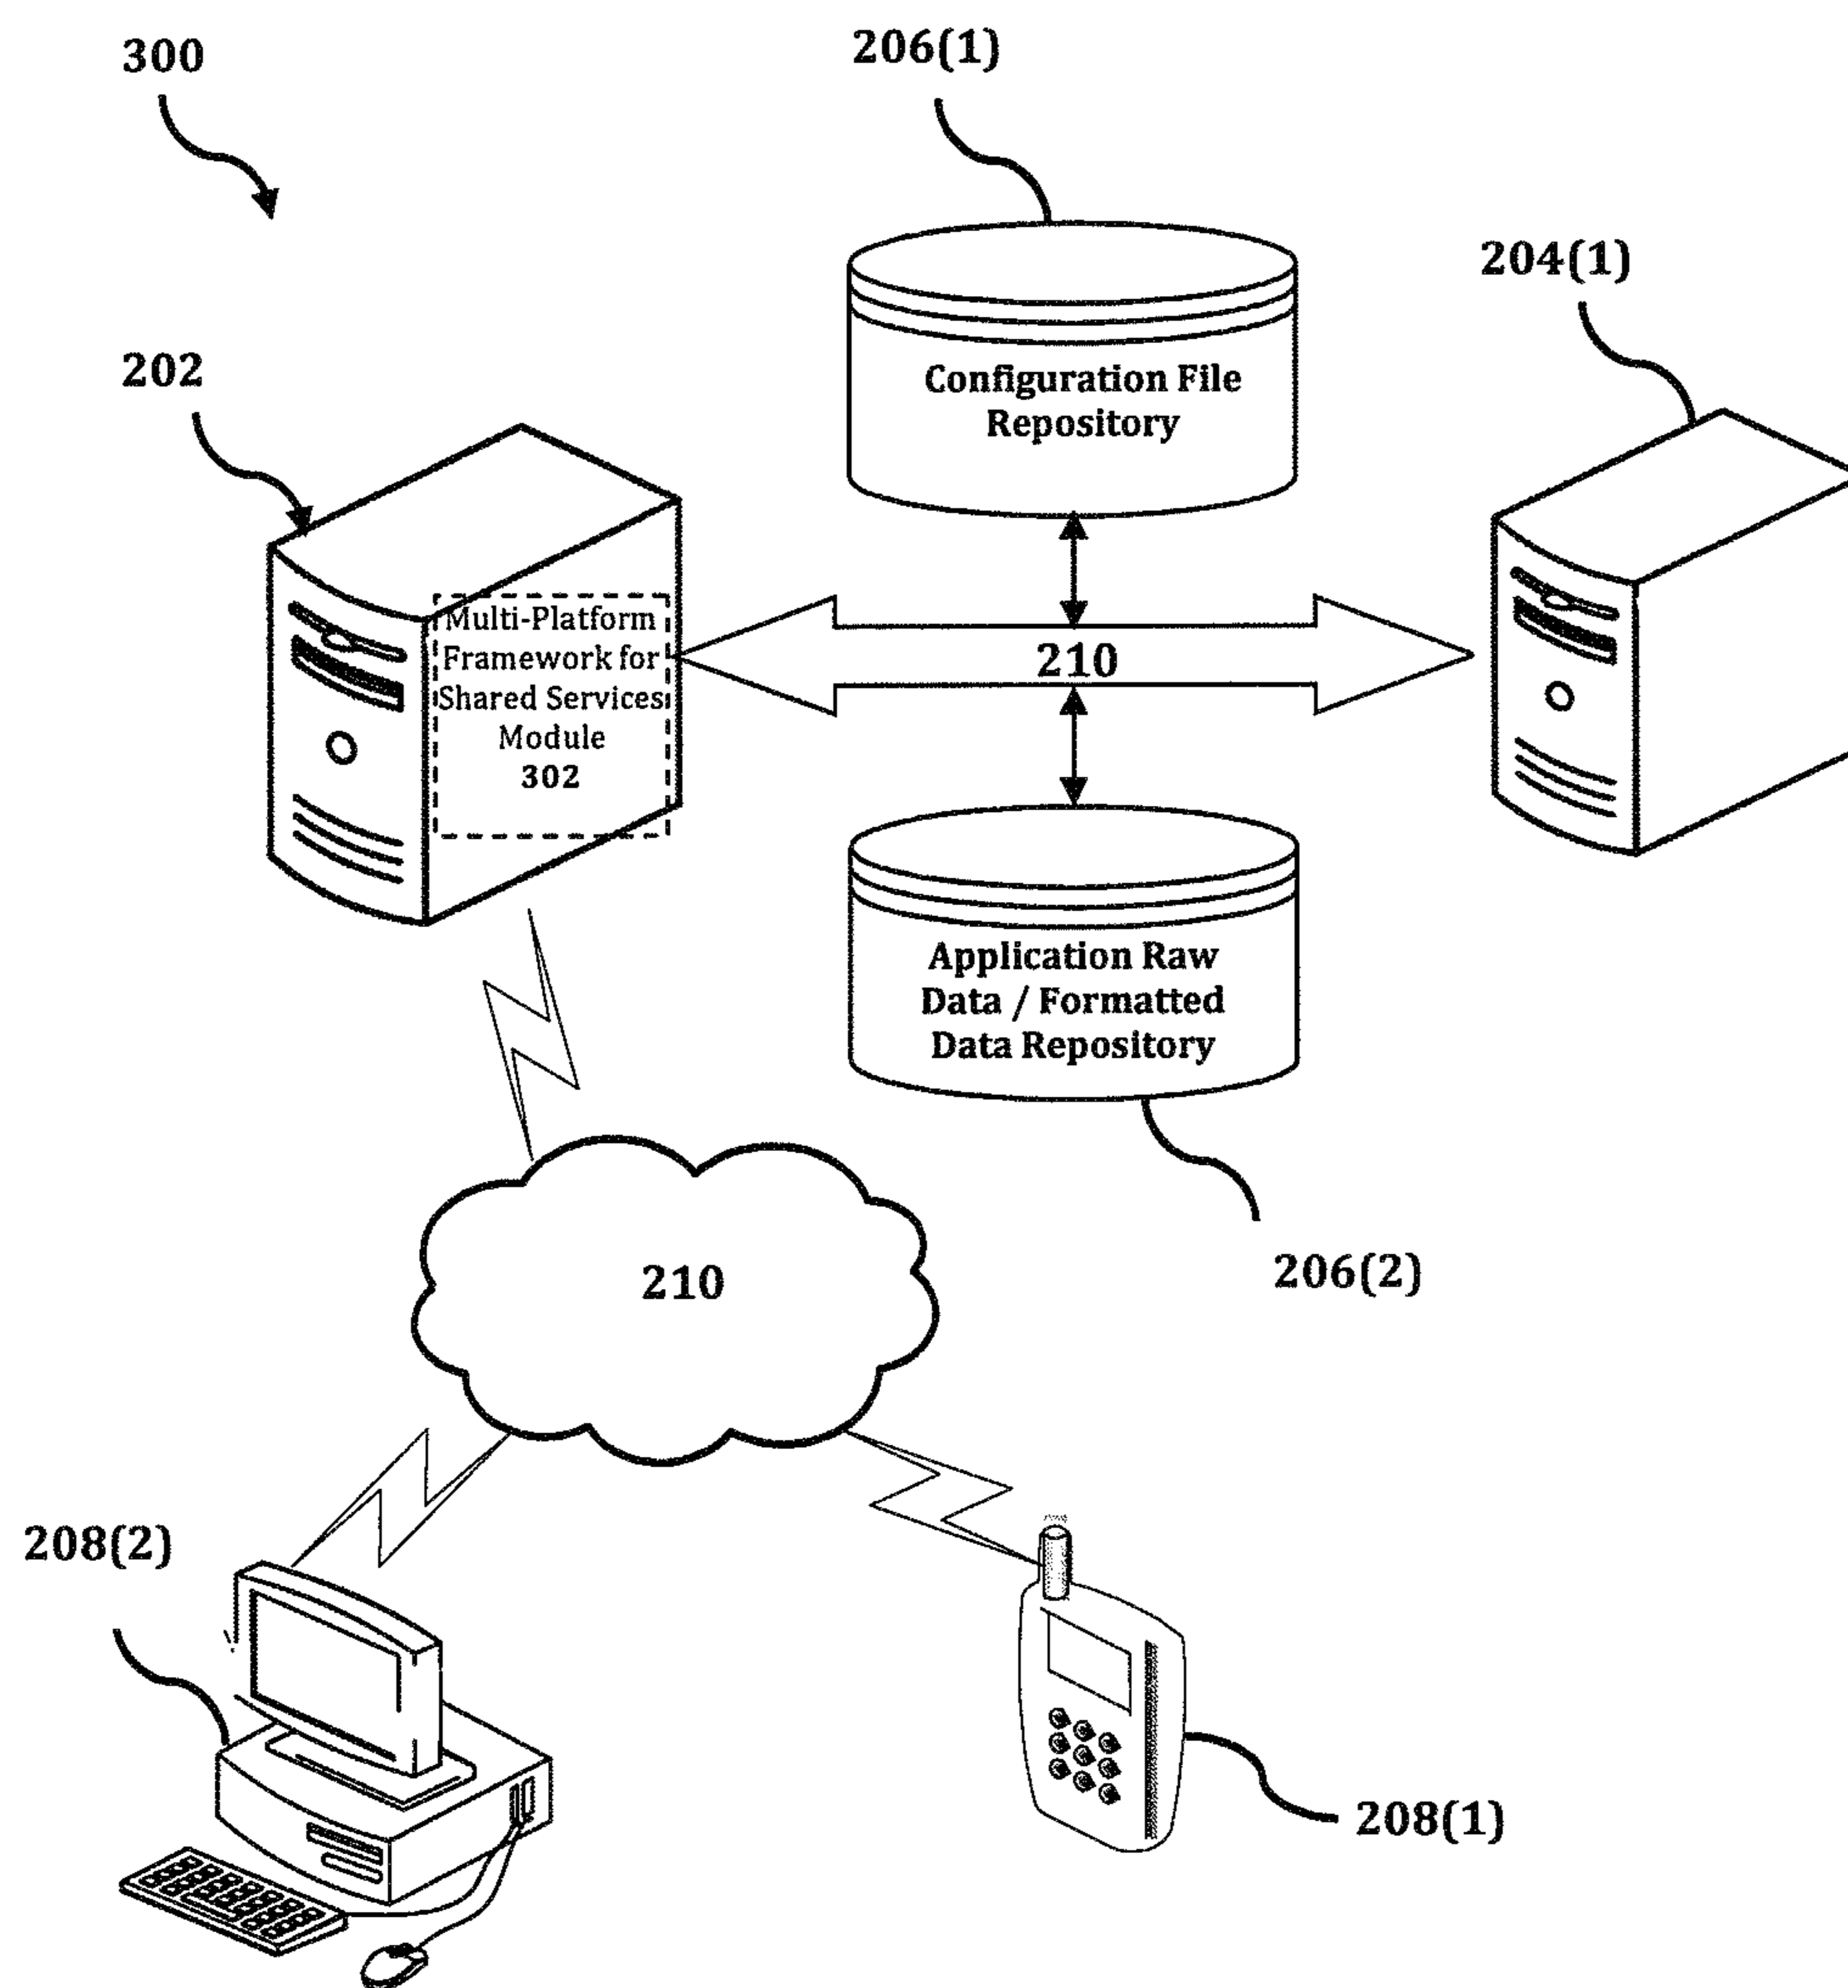 300
206(1)
204(1)
202
Configuration File
Repository
Multi-Platform
Framework for
Shared Services
Module
302
210
Application Raw
Data / Formatted
Data Repository
206(2)
210
208(2)
208(1)